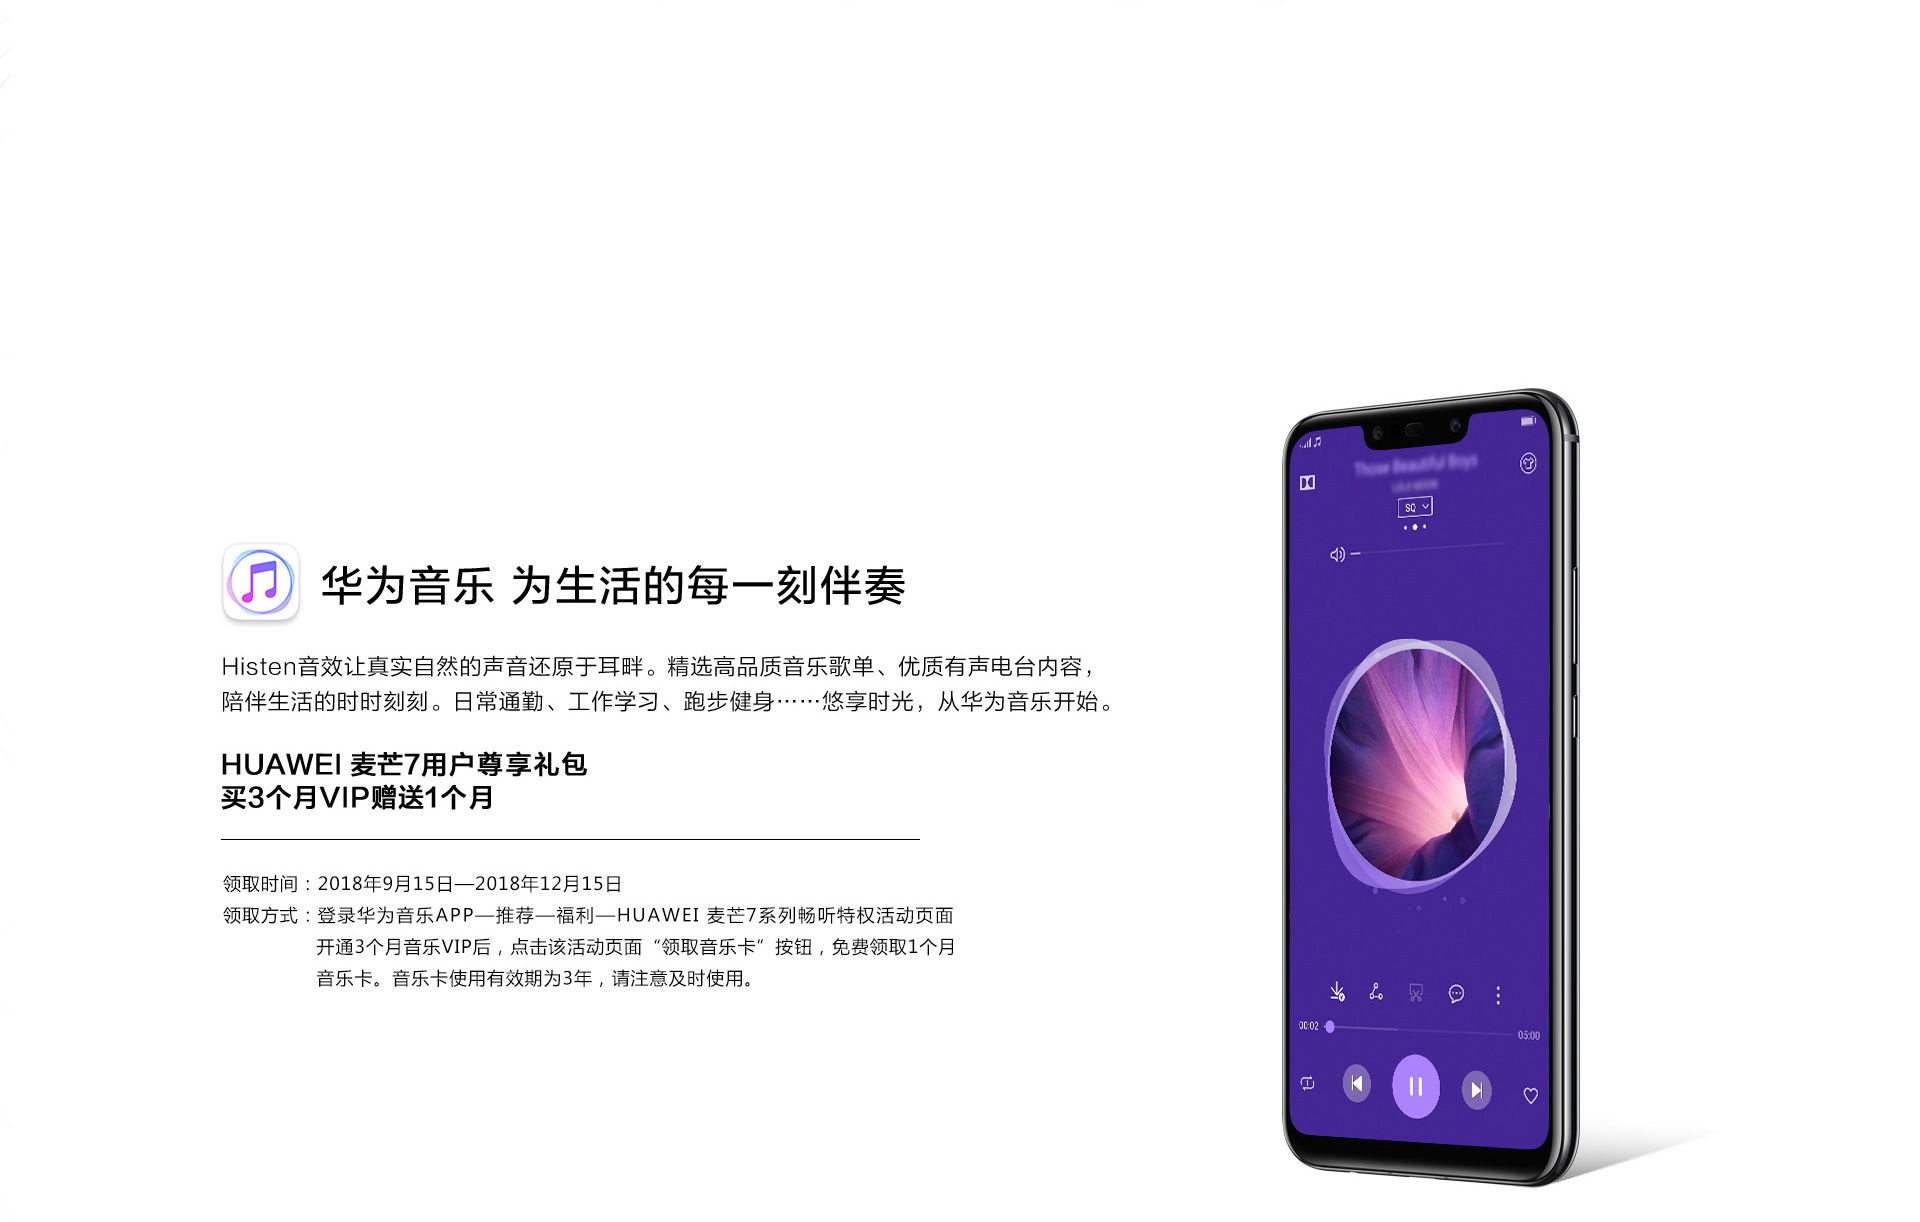 华为音乐 为生活的每一刻伴奏
Histen音效让真实自然的声音还原于耳畔。精选高品质音乐歌单、优质有声电台内容，
陪伴生活的时时刻刻。日常通勤、工作学习、跑步健身……悠享时光，从华为音乐开始。
HUAWEI 麦芒7用户尊享礼包
买3个月VIP赠送1个月
领取时间：2018年9月15日—2018年12月15日
领取方式：登录华为音乐APP—推荐—福利—HUAWEI 麦芒7系列畅听特权活动页面
开通3个月音乐VIP后，点击该活动页面“领取音乐卡”按钮，免费领取1个月
音乐卡。音乐卡使用有效期为3年，请注意及时使用。
Those Beautiful Boys
SQ
00:02
05:00